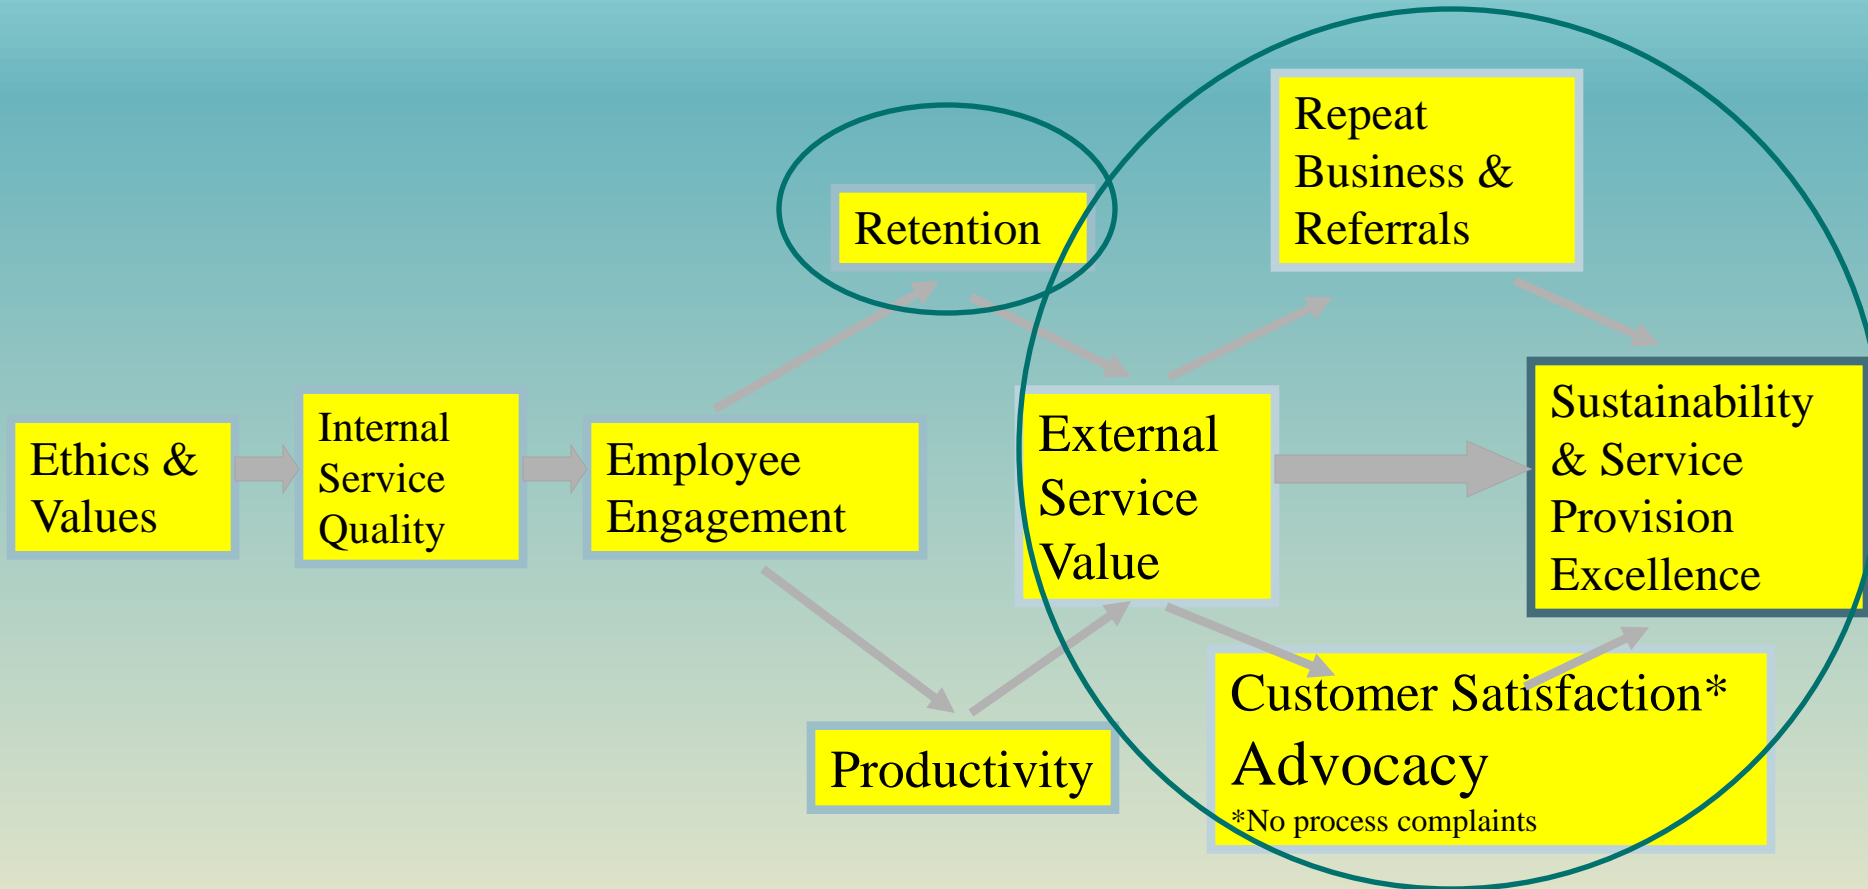 Ethics &
Values
Internal
Service
Quality
Employee
Engagement
Retention
Productivity
External
Service
Value
Repeat
Business &
Referrals
Customer Satisfaction*
Advocacy
*No process complaints
Sustainability
& Service
Provision
Excellence